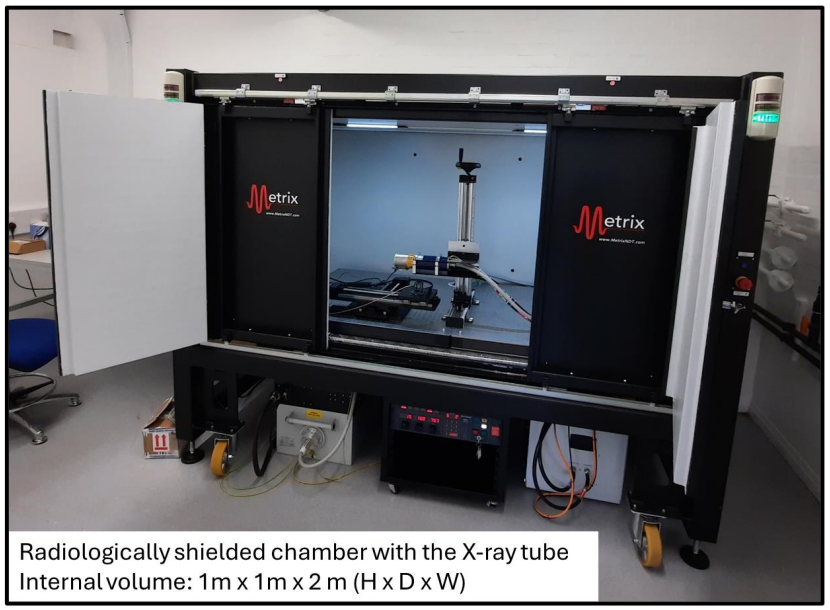 Metrix
www.MetrixNDT.com
Metrix
www.MetrixNDT.com
Radiologically shielded chamber with the X-ray tube
Internal volume: 1m x 1m x 2 m (H x D x W)